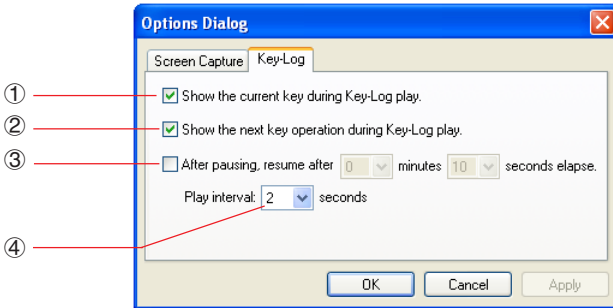 Options Dialog
Screen Capture Key-Log
① Show the current key during Key-Log play.
② Show the next key operation during Key-Log play.
③ After pausing, resume after 0 minutes 10 seconds elapse.
Play interval: 2 seconds
④
OK Cancel Apply